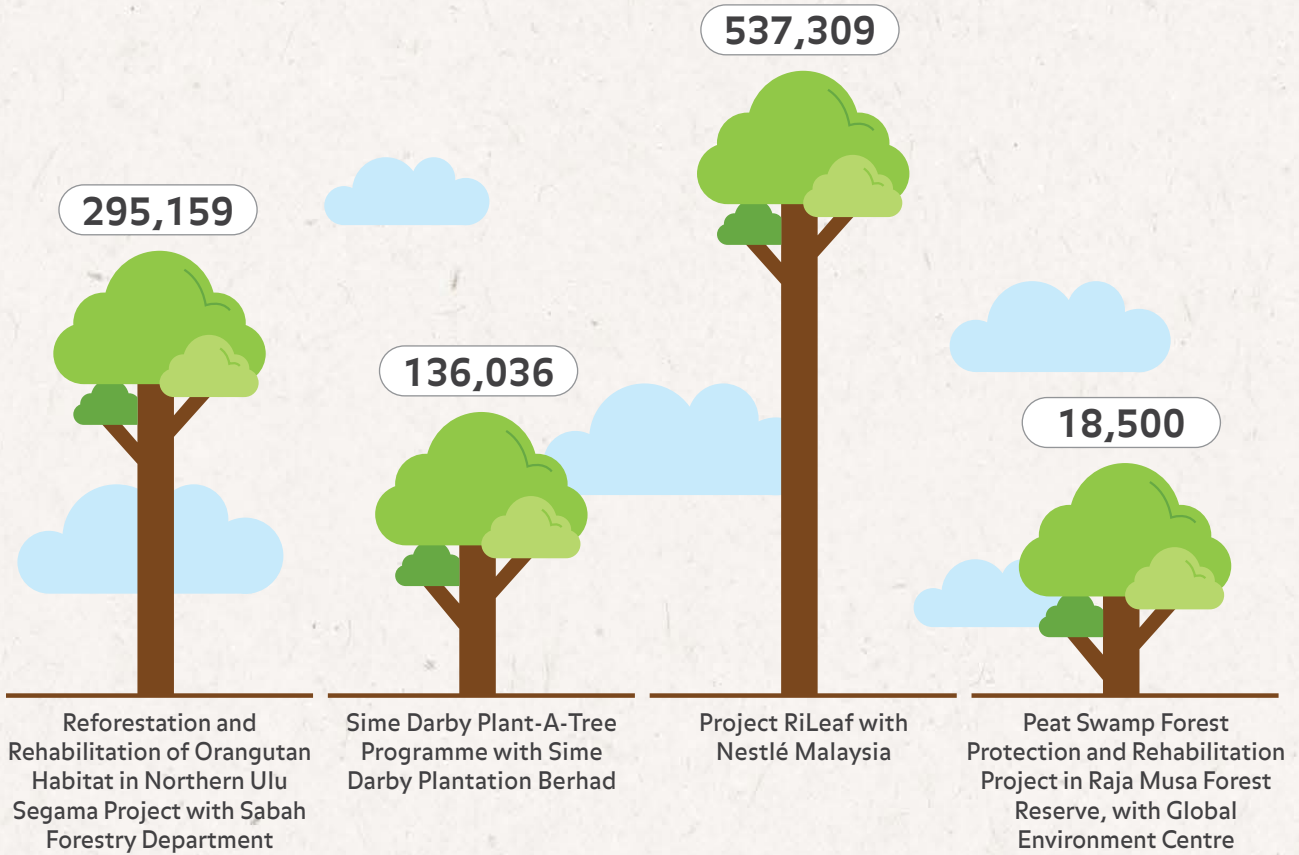 537,309
295,159
136,036
18,500
Reforestation and
Rehabilitation of Orangutan
Habitat in Northern Ulu
Segama Project with Sabah
Forestry Department
Sime Darby Plant-A-Tree
Programme with Sime
Darby Plantation Berhad
Project RiLeaf with
Nestlé Malaysia
Peat Swamp Forest
Protection and Rehabilitation
Project in Raja Musa Forest
Reserve, with Global
Environment Centre